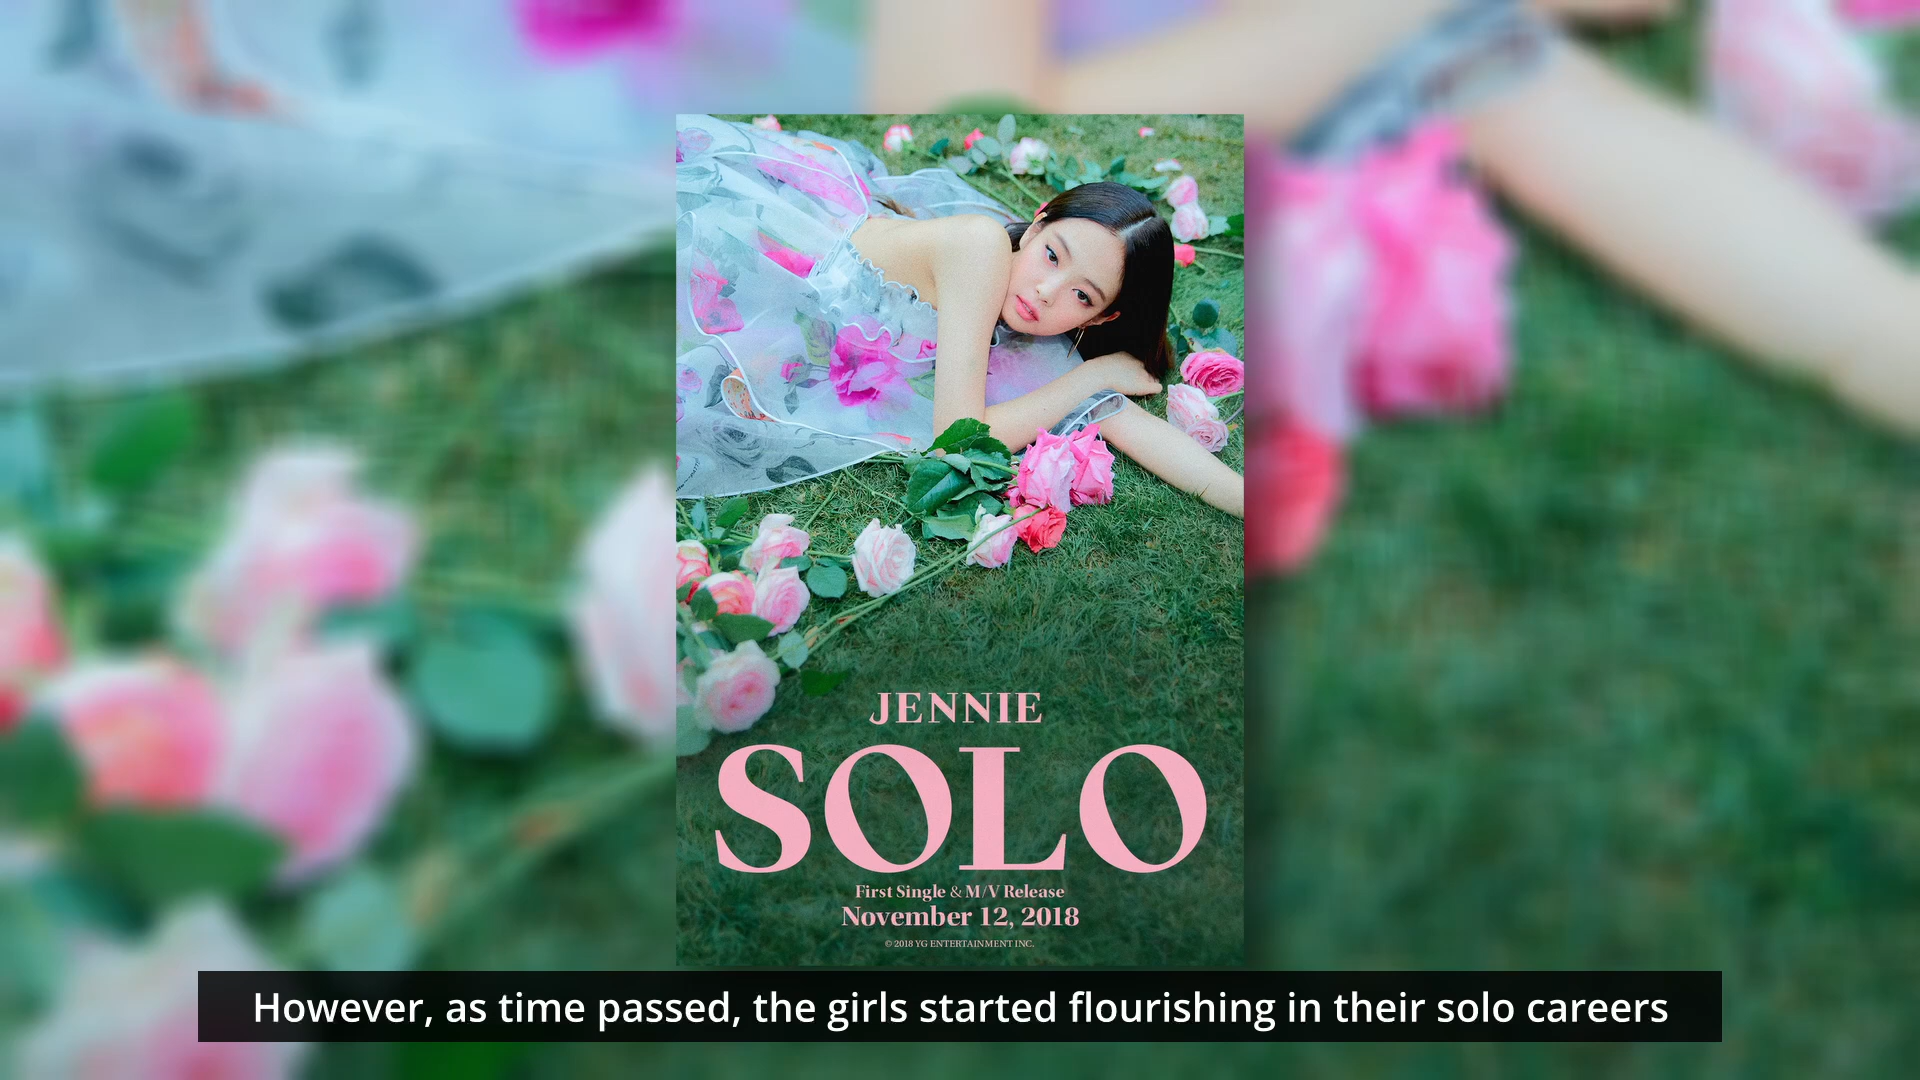 JENNIE
SOLO
First Single & M/V Release
November 12, 2018
© 2018 YG ENTERTAINMENT INC.
However, as time passed, the girls started flourishing in their solo careers